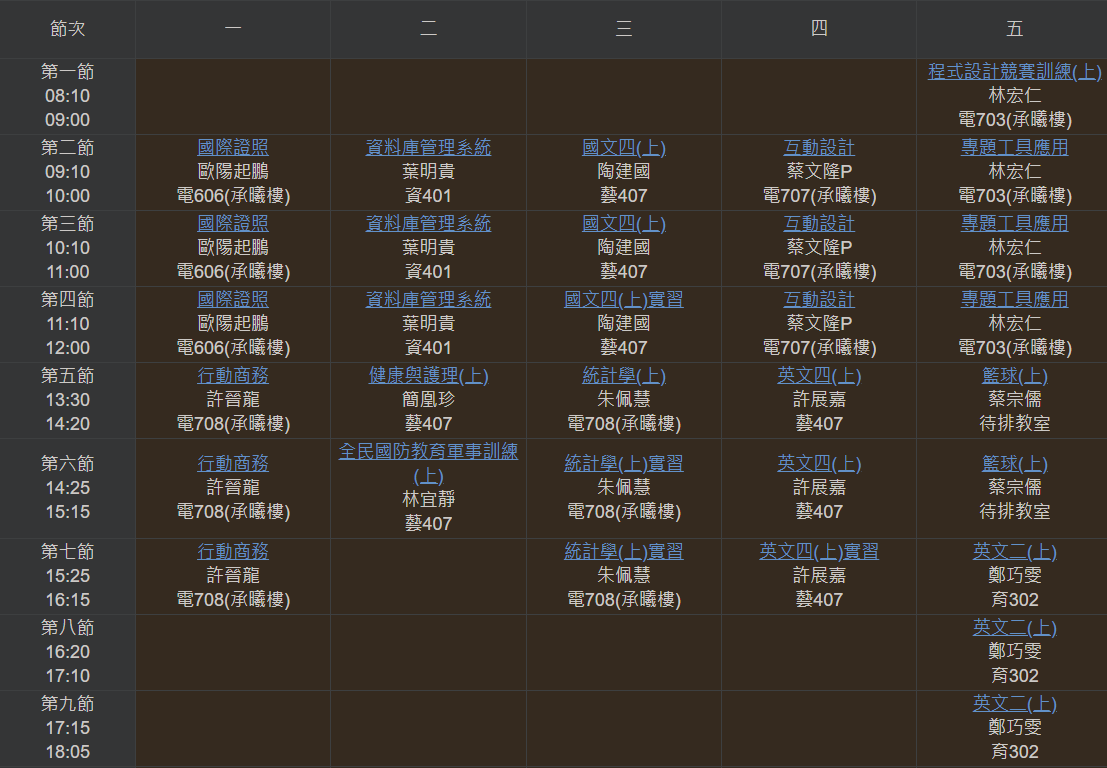 節次 一 二 三 四 五
第一節 程式設計競賽訓練(上)
08:10 林宏仁
09:00 電703(承曦樓)
第二節 國際證照 資料庫管理系統 國文四(上) 互動設計 專題工具應用
09:10 歐陽起鵬 葉明貴 陶建國 蔡文隆P 林宏仁
10:00 電606(承曦樓) 資401 藝407 電707(承曦樓) 電703(承曦樓)
第三節 國際證照 資料庫管理系統 國文四(上) 互動設計 專題工具應用
10:10 歐陽起鵬 葉明貴 陶建國 蔡文隆P 林宏仁
11:00 電606(承曦樓) 資401 藝407 電707(承曦樓) 電703(承曦樓)
第四節 國際證照 資料庫管理系統 國文四(上)實習 互動設計 專題工具應用
11:10 歐陽起鵬 葉明貴 陶建國 蔡文隆P 林宏仁
12:00 電606(承曦樓) 資401 藝407 電707(承曦樓) 電703(承曦樓)
第五節 行動商務 健康與護理(上) 統計學(上) 英文四(上) 籃球(上)
13:30 許晉龍 簡凰珍 朱佩慧 許展嘉 蔡宗儒
14:20 電708(承曦樓) 藝407 電708(承曦樓) 藝407 待排教室
全民國防教育軍事訓練
第六節 行動商務 (上) 統計學(上)實習 英文四(上) 籃球(上)
14:25 許晉龍 林宜靜 朱佩慧 許展嘉 蔡宗儒
15:15 電708(承曦樓) 藝407 電708(承曦樓) 藝407 待排教室
第七節 行動商務 統計學(上)實習 英文四(上)實習 英文二(上)
15:25 許晉龍 朱佩慧 許展嘉 鄭巧雯
16:15 電708(承曦樓) 電708(承曦樓) 藝407 育302
第八節 英文二(上)
16:20 鄭巧雯
17:10 育302
第九節 英文二(上)
17:15 鄭巧雯
18:05 育302